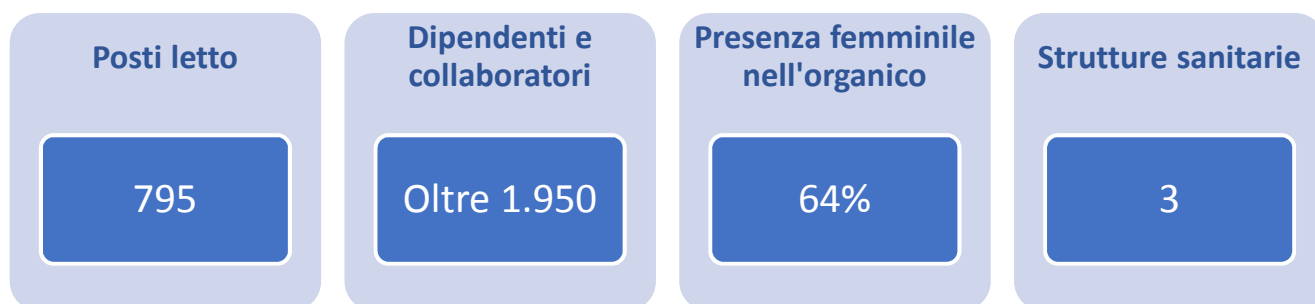 Posti letto
795
Dipendenti e
collaboratori
Oltre 1.950
Presenza femminile
nell'organico
64%
Strutture sanitarie
3